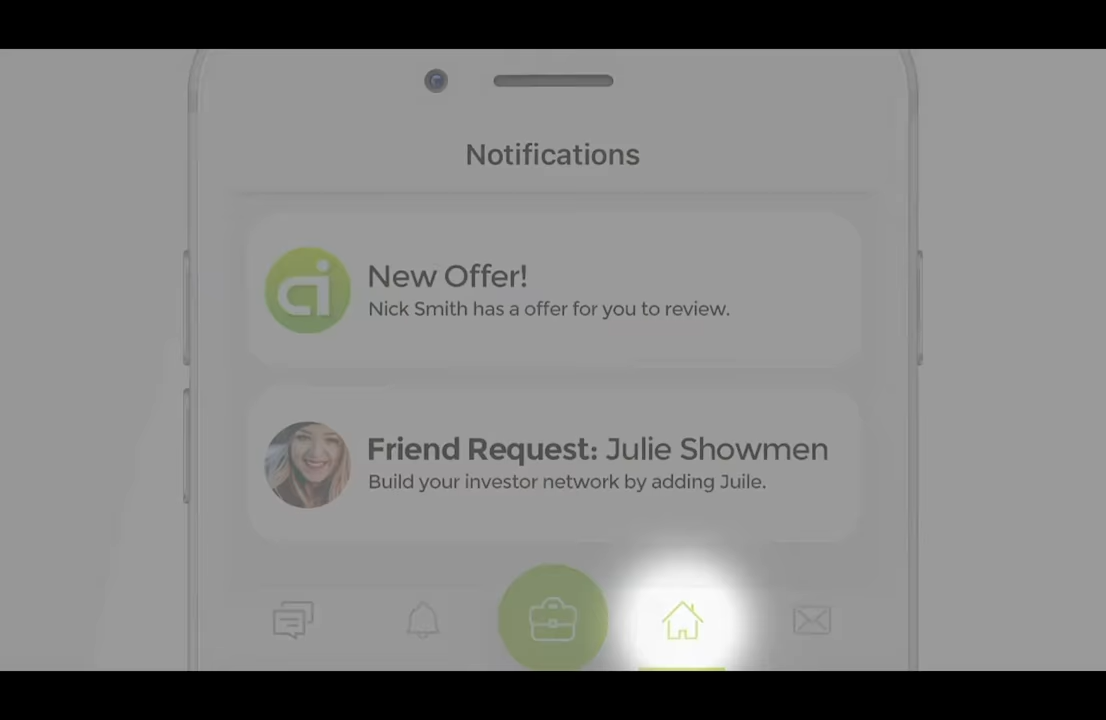 Notifications
New Offer!
Nick Smith has a offer for you to review.
Friend Request: Julie Showmen
Build your investor network by adding Juile.